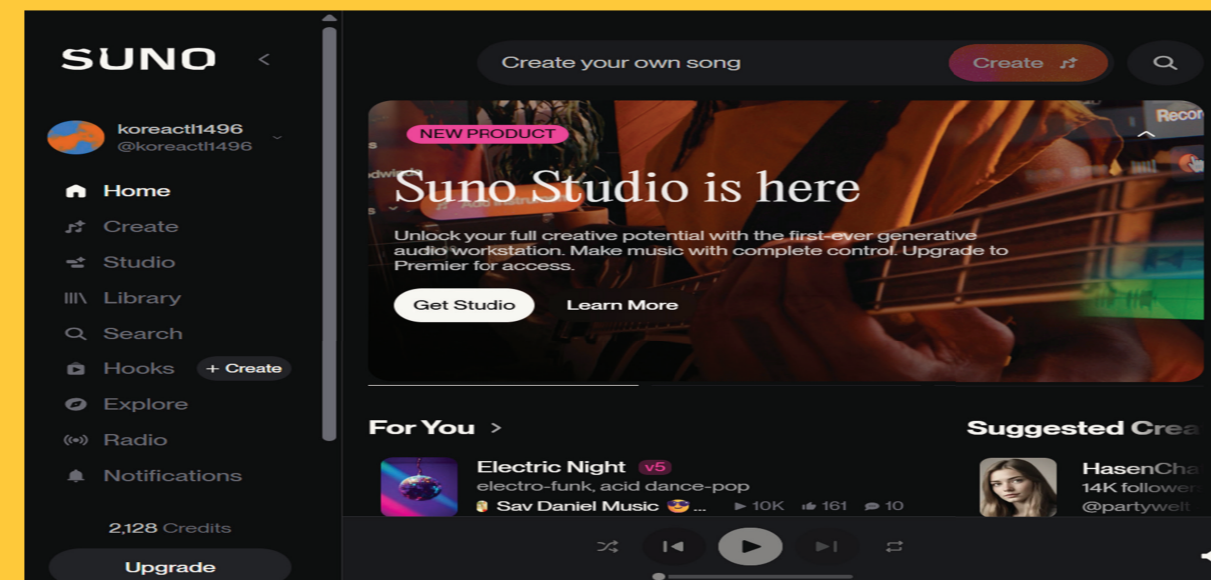 SUNO
koreactl1496
@koreactl1496
Home
Create
Studio
Library
Search
Hooks
+ Create
Explore
Radio
Notifications
2,128 Credits
Upgrade
Create your own song
Create
NEW PRODUCT
Suno Studio is here
Unlock your full creative potential with the first-ever generative
audio workstation. Make music with complete control. Upgrade to
Premier for access.
Get Studio
Learn More
For You >
Electric Night v5
electro-funk, acid dance-pop
Sav Daniel Music 😎...
10K 161 10
Suggested Crea
HasenCha
14K follower
@partywelt